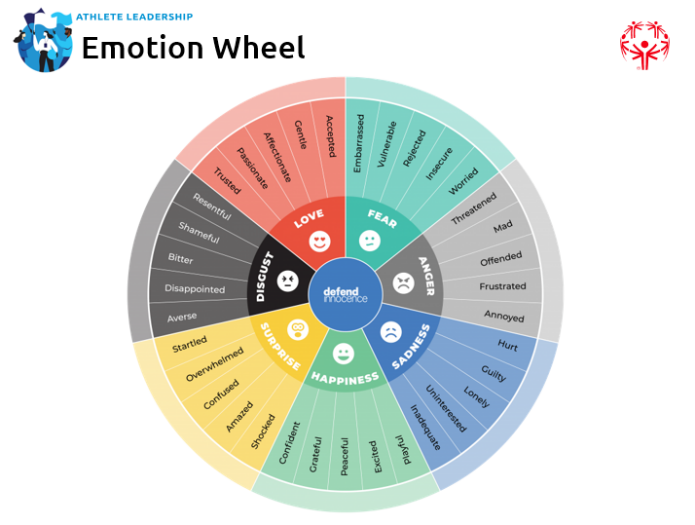 ATHLETE LEADERSHIP
Emotion Wheel
LOVE
Trusted
Passionate
Affectionate
Gentle
Accepted
FEAR
Embarrassed
Vulnerable
Rejected
Insecure
Worried
ANGER
Threatened
Mad
Offended
Frustrated
Annoyed
SADNESS
Hurt
Guilty
Lonely
Uninterested
Inadequate
HAPPINESS
Playful
Excited
Peaceful
Grateful
Confident
SURPRISE
Shocked
Amazed
Confused
Overwhelmed
Startled
DISGUST
Averse
Disappointed
Bitter
Shameful
Resentful
defend
innocence